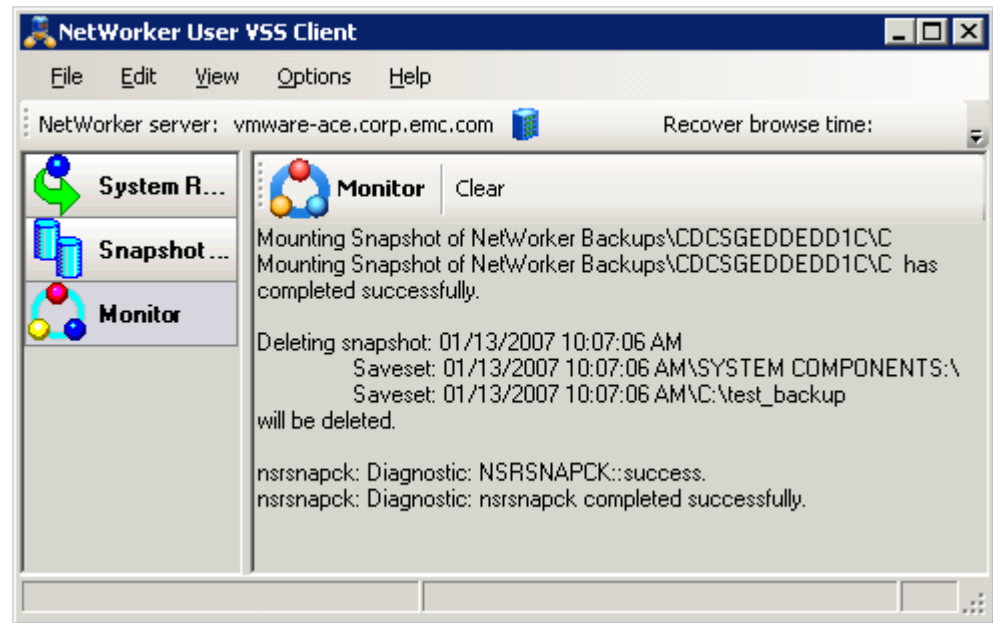 NetWorker User VSS Client
File Edit View Options Help
NetWorker server: vmware-ace.corp.emc.com Recover browse time:
System R...
Snapshot...
Monitor
Monitor Clear
Mounting Snapshot of NetWorker Backups\CDCSGEDDEDD1C\C
Mounting Snapshot of NetWorker Backups\CDCSGEDDEDD1C\C has
completed successfully.
Deleting snapshot: 01/13/2007 10:07:06 AM
Saveset: 01/13/2007 10:07:06 AM\SYSTEM COMPONENTS:\
Saveset: 01/13/2007 10:07:06 AM\C:\test_backup
will be deleted.
nsrsnapck: Diagnostic: NSRSNAPCK::success.
nsrsnapck: Diagnostic: nsrsnapck completed successfully.